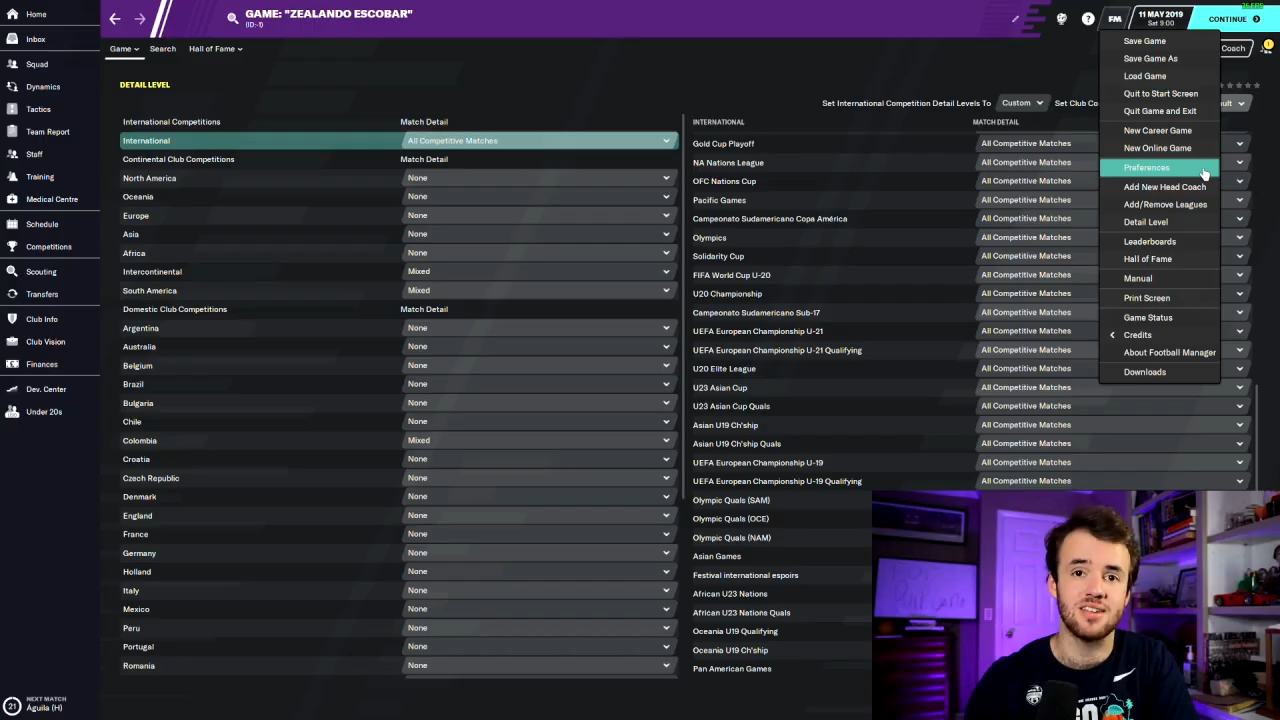 Home
Inbox
Squad
Dynamics
Tactics
Team Report
Staff
Training
Medical Centre
Schedule
Competitions
Scouting
Transfers
Club Info
Club Vision
Finances
Dev. Center
Under 20s
21
NEXT MATCH
Águila (H)
GAME: "ZEALANDO ESCOBAR"
(ID:-1)
FM
11 MAY 2019
Sat 9:00
CONTINUE
Game
Search
Hall of Fame
Coach
DETAIL LEVEL
Set International Competition Detail Levels To
Custom
Set Club Co
ult
International Competitions Match Detail
International All Competitive Matches
Continental Club Competitions Match Detail
North America None
Oceania None
Europe None
Asia None
Africa None
Intercontinental Mixed
South America Mixed
Domestic Club Competitions Match Detail
Argentina None
Australia None
Belgium None
Brazil None
Bulgaria None
Chile None
Colombia Mixed
Croatia None
Czech Republic None
Denmark None
England None
France None
Germany None
Holland None
Italy None
Mexico None
Peru None
Portugal None
Romania None
INTERNATIONAL MATCH DETAIL
Gold Cup Playoff All Competitive Matches
NA Nations League All Competitive Matches
OFC Nations Cup All Competitive Matches
Pacific Games All Competitive Matches
Campeonato Sudamericano Copa América All Competitive Matches
Olympics All Competitive Matches
Solidarity Cup All Competitive Matches
FIFA World Cup U-20 All Competitive Matches
U20 Championship All Competitive Matches
Campeonato Sudamericano Sub-17 All Competitive Matches
UEFA European Championship U-21 All Competitive Matches
UEFA European Championship U-21 Qualifying All Competitive Matches
U20 Elite League All Competitive Matches
U23 Asian Cup All Competitive Matches
U23 Asian Cup Quals All Competitive Matches
Asian U19 Ch'ship All Competitive Matches
Asian U19 Ch'ship Quals All Competitive Matches
UEFA European Championship U-19 All Competitive Matches
UEFA European Championship U-19 Qualifying All Competitive Matches
Olympic Quals (SAM)
Olympic Quals (OCE)
Olympic Quals (NAM)
Asian Games
Festival international espoirs
African U23 Nations
African U23 Nations Quals
Oceania U19 Qualifying
Oceania U19 Ch'ship
Pan American Games
Save Game
Save Game As
Load Game
Quit to Start Screen
Quit Game and Exit
New Career Game
New Online Game
Preferences
Add New Head Coach
Add/Remove Leagues
Detail Level
Leaderboards
Hall of Fame
Manual
Print Screen
Game Status
Credits
About Football Manager
Downloads